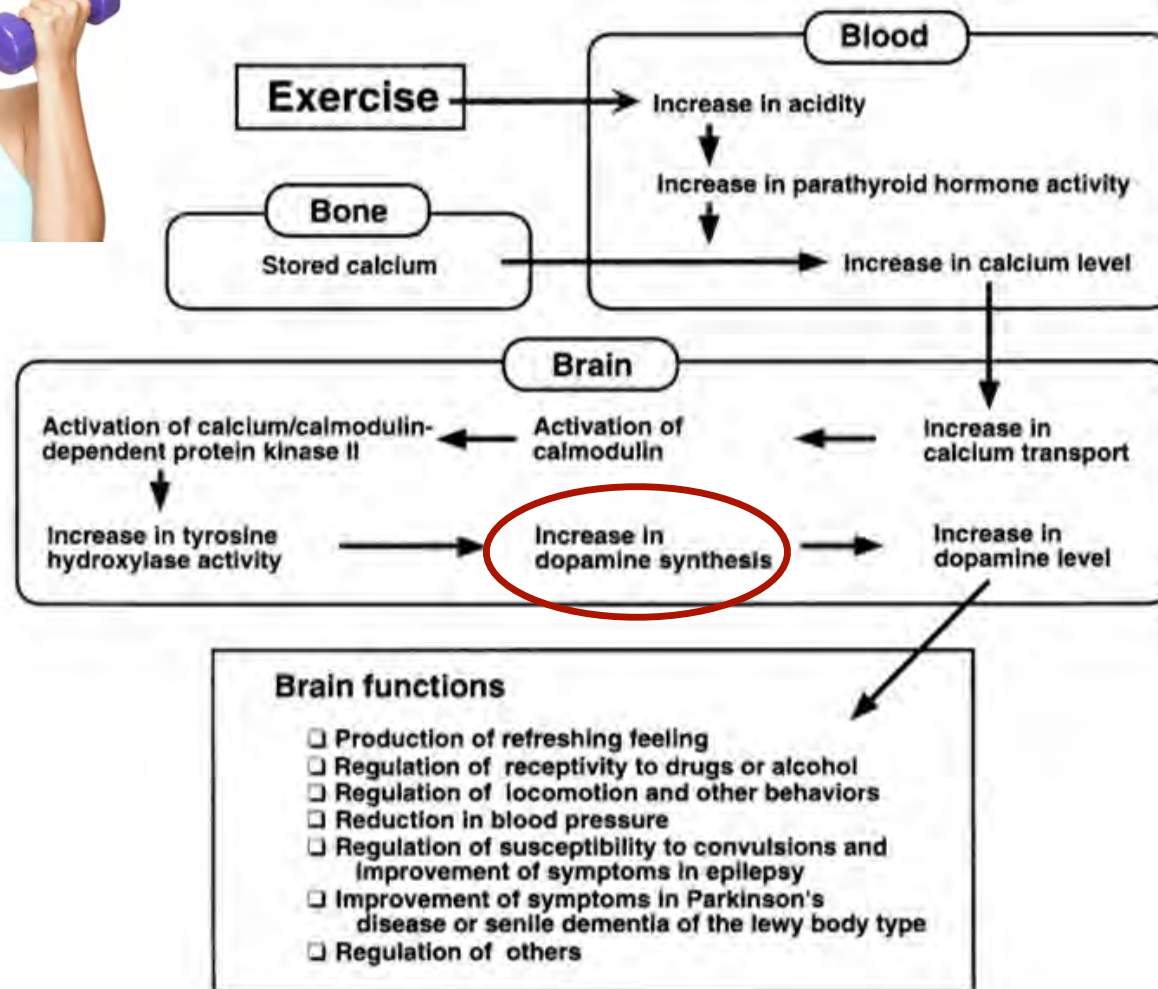 Blood
Exercise
Increase in acidity
Increase in parathyroid hormone activity
Bone
Stored calcium
Increase in calcium level
Brain
Activation of calcium/calmodulin-
dependent protein kinase II
Activation of
calmodulin
Increase in
calcium transport
Increase in tyrosine
hydroxylase activity
Increase in
dopamine synthesis
Increase in
dopamine level
Brain functions
❑ Production of refreshing feeling
❑ Regulation of receptivity to drugs or alcohol
❑ Regulation of locomotion and other behaviors
❑ Reduction in blood pressure
❑ Regulation of susceptibility to convulsions and
improvement of symptoms in epilepsy
❑ Improvement of symptoms in Parkinson's
disease or senile dementia of the lewy body type
❑ Regulation of others